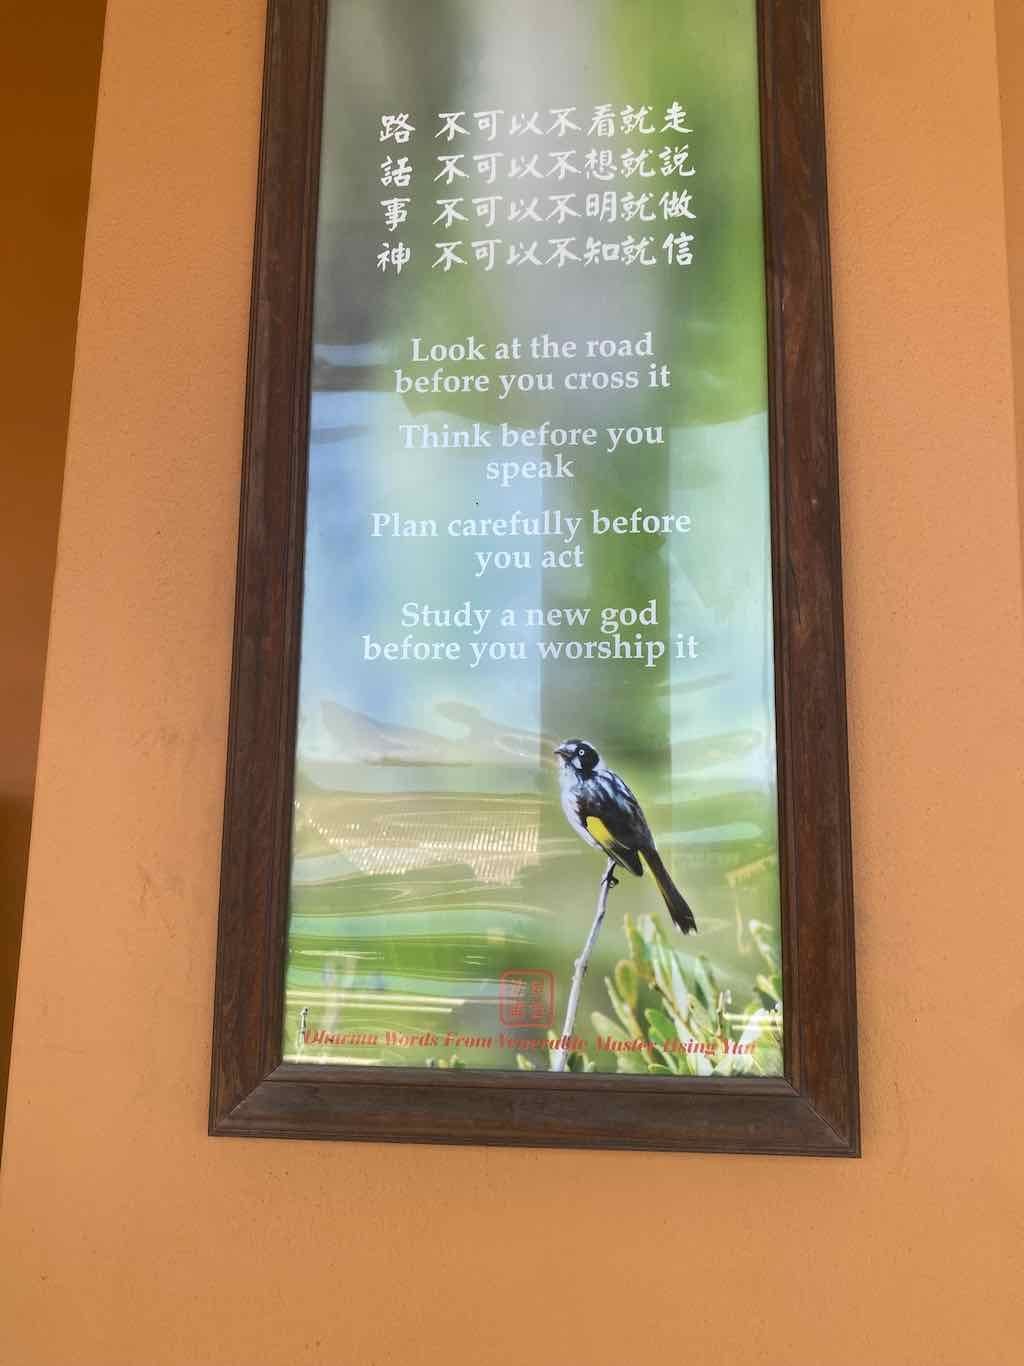 路 不可以不看就走
話 不可以不想就説
事 不可以不明就做
神 不可以不知就信
Look at the road
before you cross it
Think before you
speak
Plan carefully before
you act
Study a new god
before you worship it
Dharma Words From Venerable Master Hsing Yun